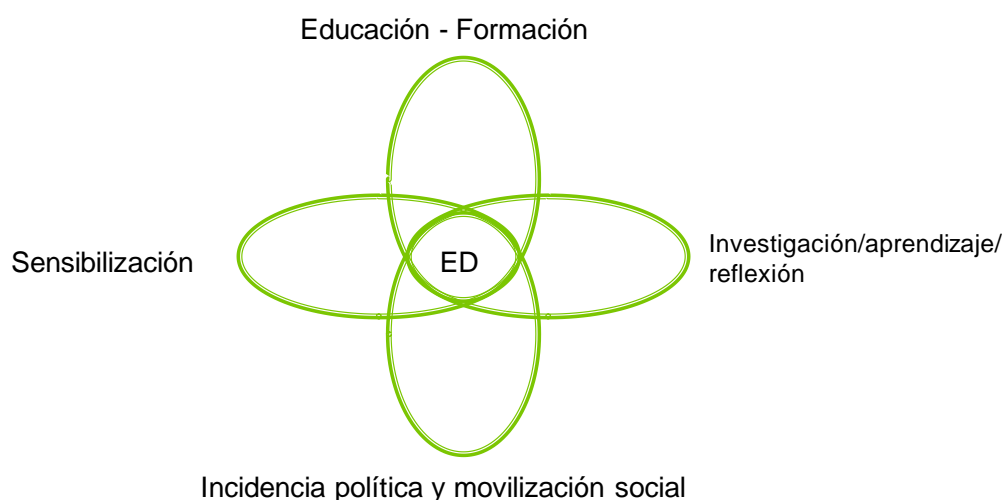 Educación - Formación
Sensibilización
ED
Investigación/aprendizaje/
reflexión
Incidencia política y movilización social